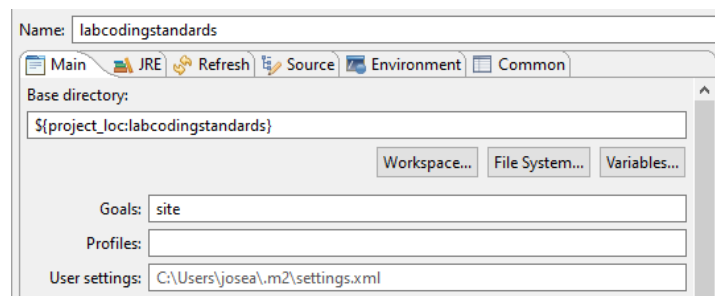 Name: labcodingstandards
Main JRE Refresh Source Environment Common
Base directory:
${project_loc:labcodingstandards}
Workspace... File System... Variables...
Goals: site
Profiles:
User settings: C:\Users\josea\.m2\settings.xml